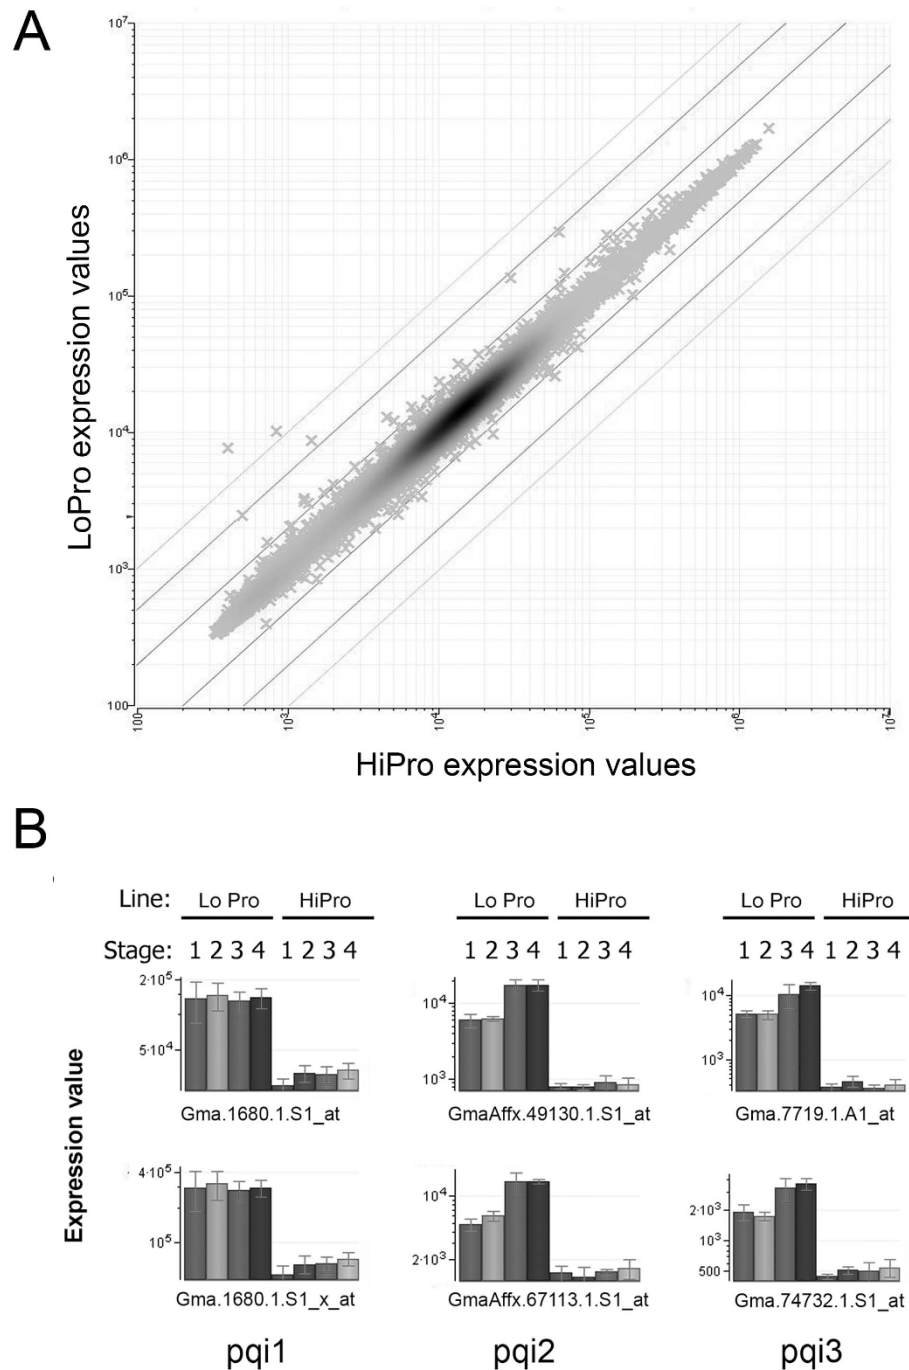 A
10⁷
10⁶
10⁵
10⁴
10³
100
LoPro expression values
100
10³
10⁴
10⁵
10⁶
10⁷
HiPro expression values
B
Line: Lo Pro HiPro Lo Pro HiPro Lo Pro HiPro
Stage: 1 2 3 4 1 2 3 4 1 2 3 4 1 2 3 4 1 2 3 4 1 2 3 4
Expression value
2·10⁵
5·10⁴
Gma.1680.1.S1_at
10⁴
10³
GmaAffx.49130.1.S1_at
10⁴
10³
Gma.7719.1.A1_at
4·10⁵
10⁵
Gma.1680.1.S1_x_at
10⁴
2·10³
GmaAffx.67113.1.S1_at
2·10³
10³
500
Gma.74732.1.S1_at
pqi1 pqi2 pqi3